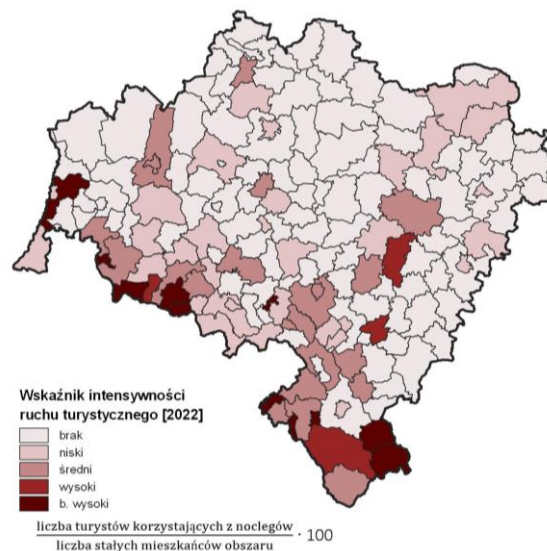 Wskaźnik intensywności
ruchu turystycznego [2022]
brak
niski
średni
wysoki
b. wysoki
liczba turystów korzystających z noclegów
liczba stałych mieszkańców obszaru
· 100